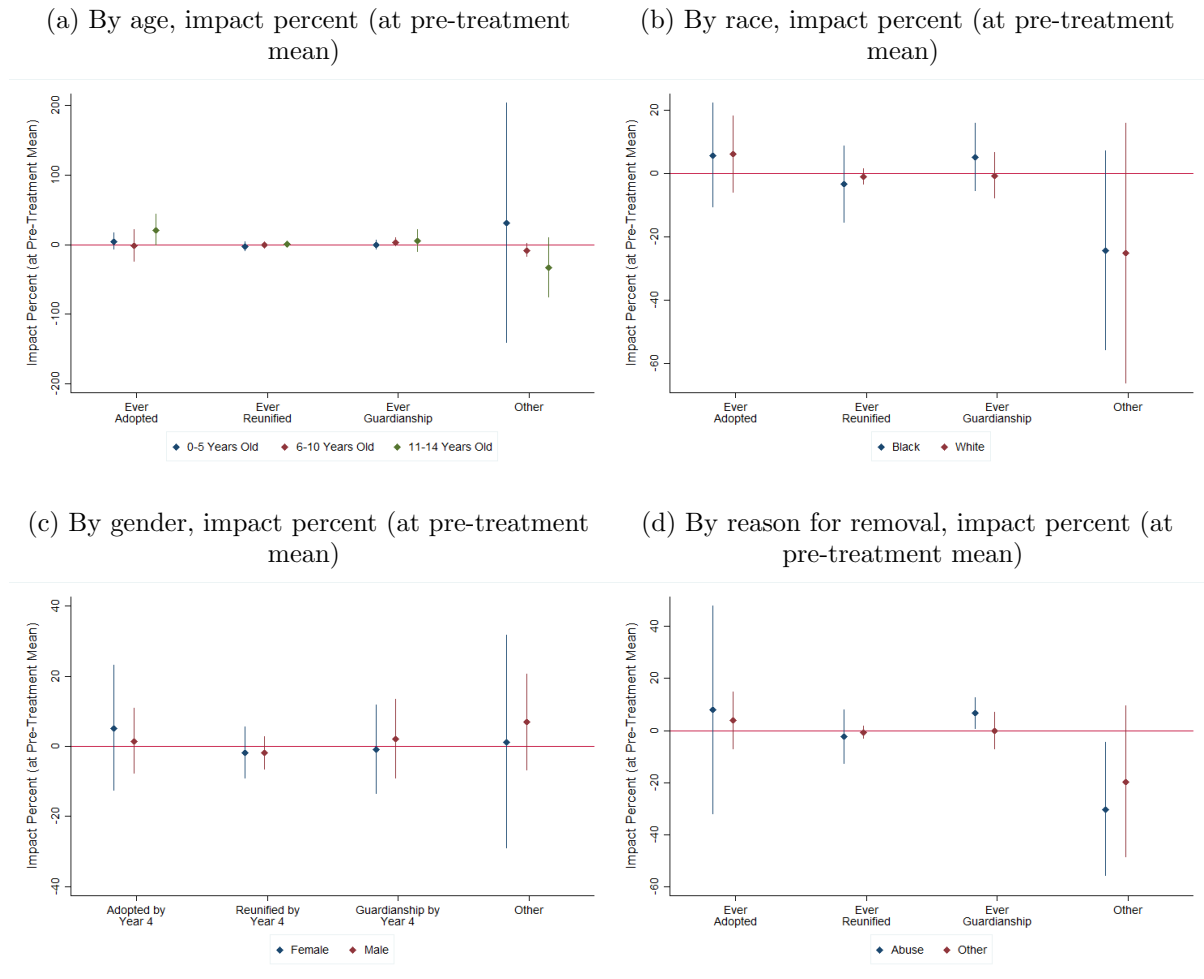 (a) By age, impact percent (at pre-treatment
mean)
Impact Percent (at Pre-Treatment Mean)
200
100
0
-100
-200
Ever
Adopted
Ever
Reunified
Ever
Guardianship
Other
0-5 Years Old 6-10 Years Old 11-14 Years Old
(b) By race, impact percent (at pre-treatment
mean)
Impact Percent (at Pre-Treatment Mean)
20
0
-20
-40
-60
Ever
Adopted
Ever
Reunified
Ever
Guardianship
Other
Black White
(c) By gender, impact percent (at pre-treatment
mean)
Impact Percent (at Pre-Treatment Mean)
40
20
0
-20
-40
Adopted by
Year 4
Reunified by
Year 4
Guardianship by
Year 4
Other
Female Male
(d) By reason for removal, impact percent (at
pre-treatment mean)
Impact Percent (at Pre-Treatment Mean)
40
20
0
-20
-40
-60
Ever
Adopted
Ever
Reunified
Ever
Guardianship
Other
Abuse Other